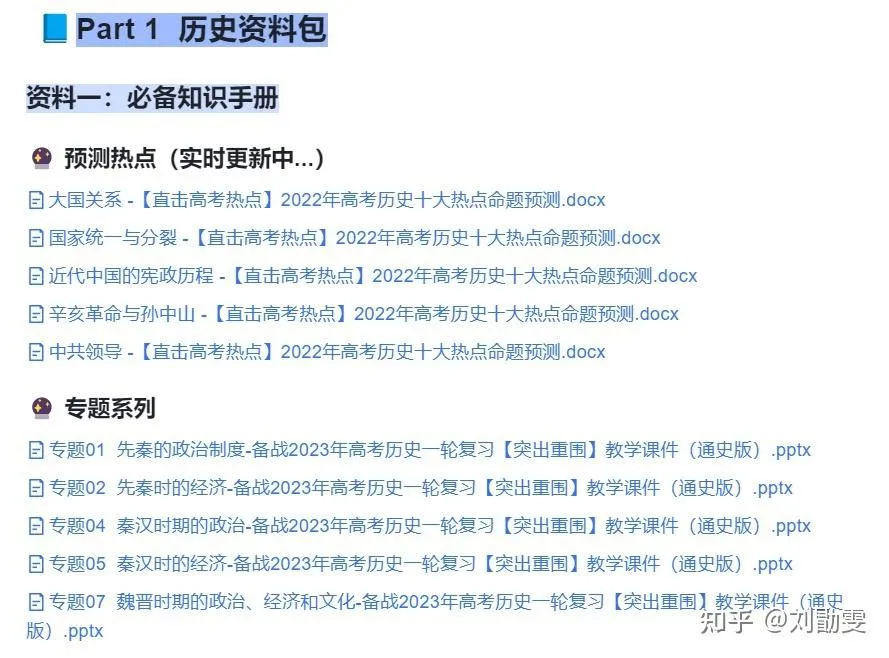 Part 1 历史资料包
资料一：必备知识手册
预测热点（实时更新中...）
大国关系 -【直击高考热点】2022年高考历史十大热点命题预测.docx
国家统一与分裂 -【直击高考热点】2022年高考历史十大热点命题预测.docx
近代中国的宪政历程 -【直击高考热点】2022年高考历史十大热点命题预测.docx
辛亥革命与孙中山 -【直击高考热点】2022年高考历史十大热点命题预测.docx
中共领导 -【直击高考热点】2022年高考历史十大热点命题预测.docx
专题系列
专题01 先秦的政治制度-备战2023年高考历史一轮复习【突出重围】教学课件（通史版）.pptx
专题02 先秦时的经济-备战2023年高考历史一轮复习【突出重围】教学课件（通史版）.pptx
专题04 秦汉时期的政治-备战2023年高考历史一轮复习【突出重围】教学课件（通史版）.pptx
专题05 秦汉时的经济-备战2023年高考历史一轮复习【突出重围】教学课件（通史版）.pptx
专题07 魏晋时期的政治、经济和文化-备战2023年高考历史一轮复习【突出重围】教学课件（通史
版）.pptx
知乎 @刘勖雯